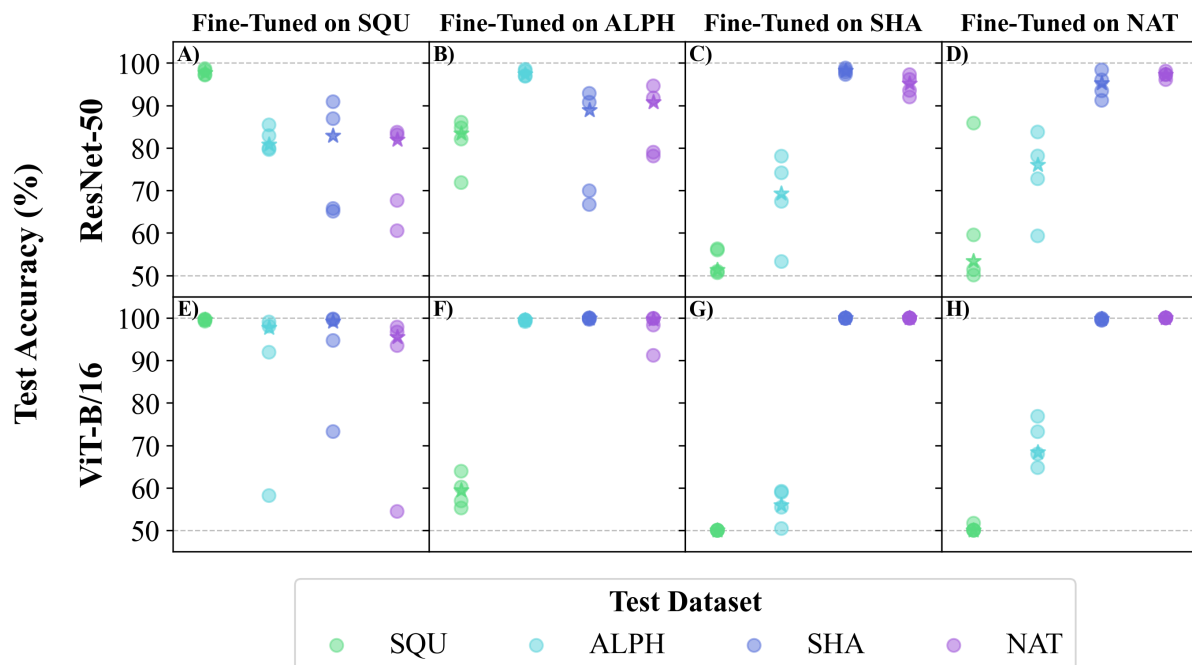 Fine-Tuned on SQU Fine-Tuned on ALPH Fine-Tuned on SHA Fine-Tuned on NAT
Test Accuracy (%)
ResNet-50
A) B) C) D)
100
90
80
70
60
50
ViT-B/16
E) F) G) H)
100
90
80
70
60
50
Test Dataset
SQU ALPH SHA NAT